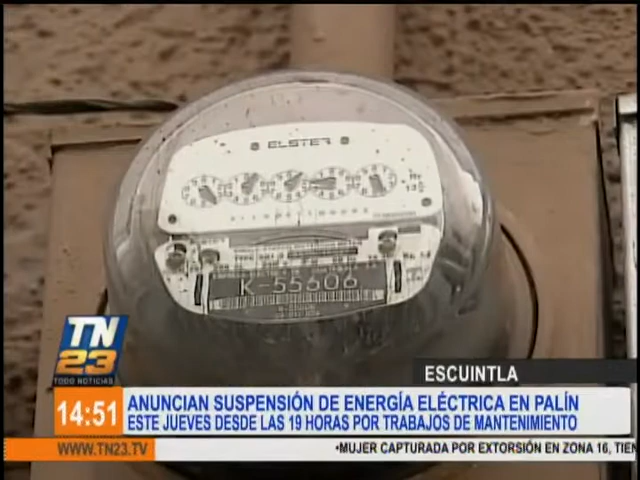 ELSTER
K-55606
TN
23
TODO NOTICIAS
ESCUINTLA
14:51
ANUNCIAN SUSPENSIÓN DE ENERGÍA ELÉCTRICA EN PALÍN
ESTE JUEVES DESDE LAS 19 HORAS POR TRABAJOS DE MANTENIMIENTO
WWW.TN23.TV
•MUJER CAPTURADA POR EXTORSIÓN EN ZONA 16, TIEN